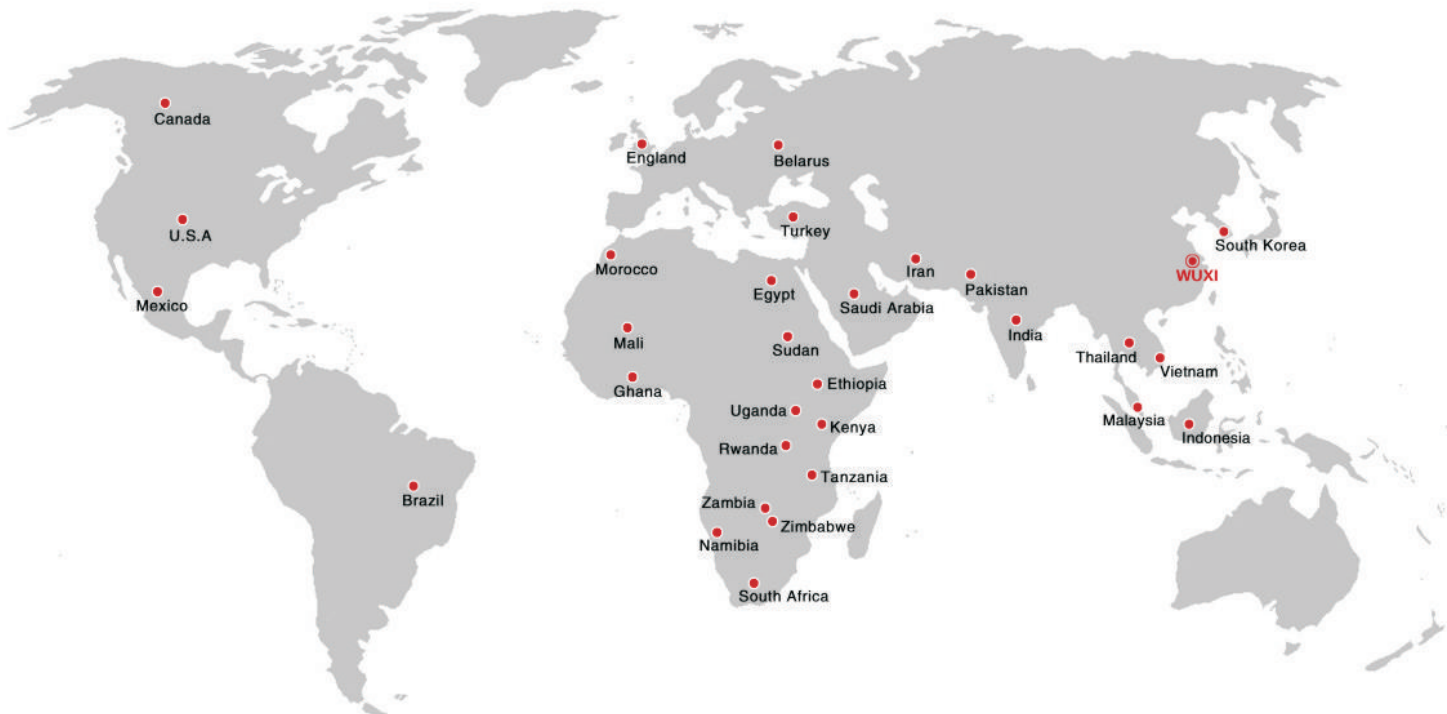 Canada
England
Belarus
U.S.A
Turkey
South Korea
Morocco
Iran
WUXI
Mexico
Egypt
Pakistan
Saudi Arabia
Mali
Sudan
India
Thailand
Vietnam
Ghana
Ethiopia
Uganda
Kenya
Malaysia
Indonesia
Rwanda
Tanzania
Brazil
Zambia
Zimbabwe
Namibia
South Africa